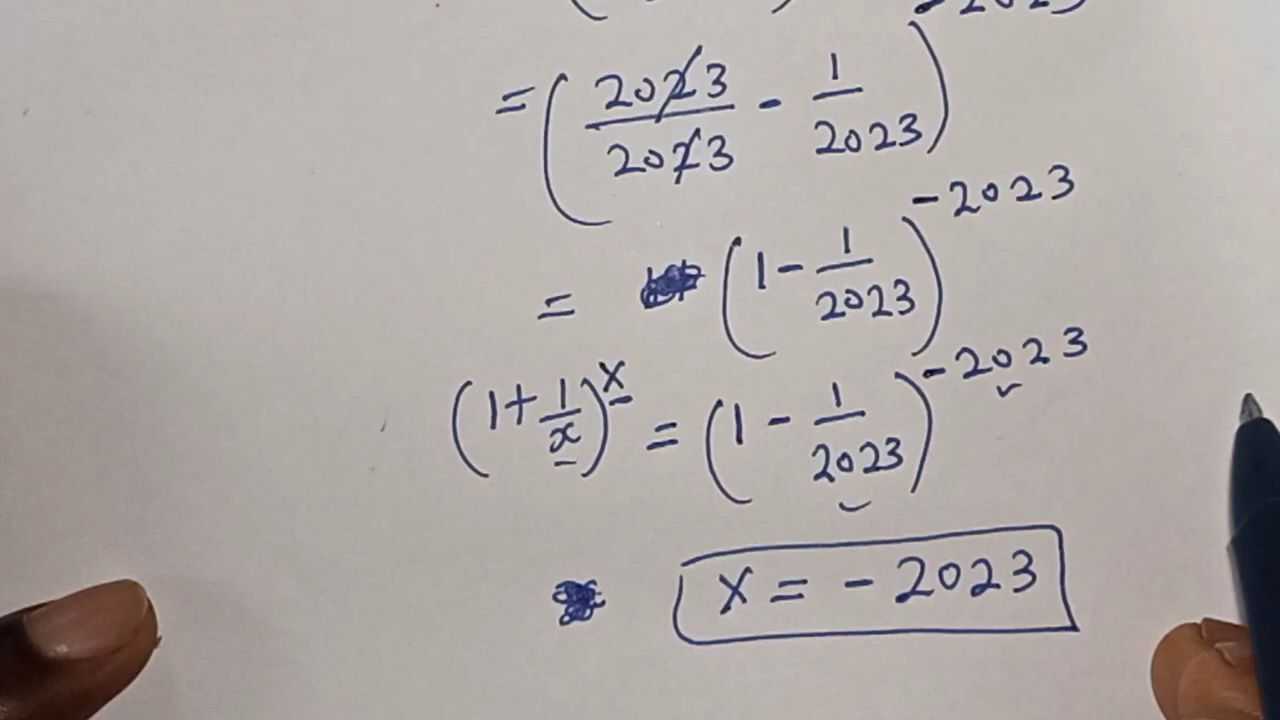 = (2023/2023 - 1/2023)^-2023
= (1 - 1/2023)^-2023
(1 + 1/x)^x = (1 - 1/2023)^-2023
x = - 2023